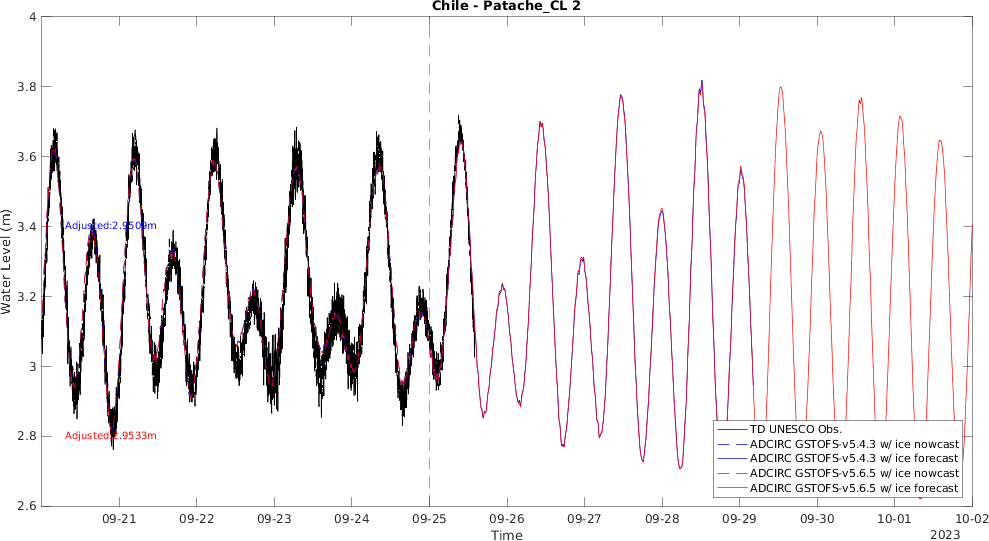 Chile - Patache_CL 2
4
3.8
3.6
3.4
3.2
3
2.8
2.6
Water Level (m)
Adjusted:2.9509m
Adjusted:2.9533m
TD UNESCO Obs.
ADCIRC GSTOFS-v5.4.3 w/ ice nowcast
ADCIRC GSTOFS-v5.4.3 w/ ice forecast
ADCIRC GSTOFS-v5.6.5 w/ ice nowcast
ADCIRC GSTOFS-v5.6.5 w/ ice forecast
09-21 09-22 09-23 09-24 09-25 09-26 09-27 09-28 09-29 09-30 10-01 10-02
Time
2023